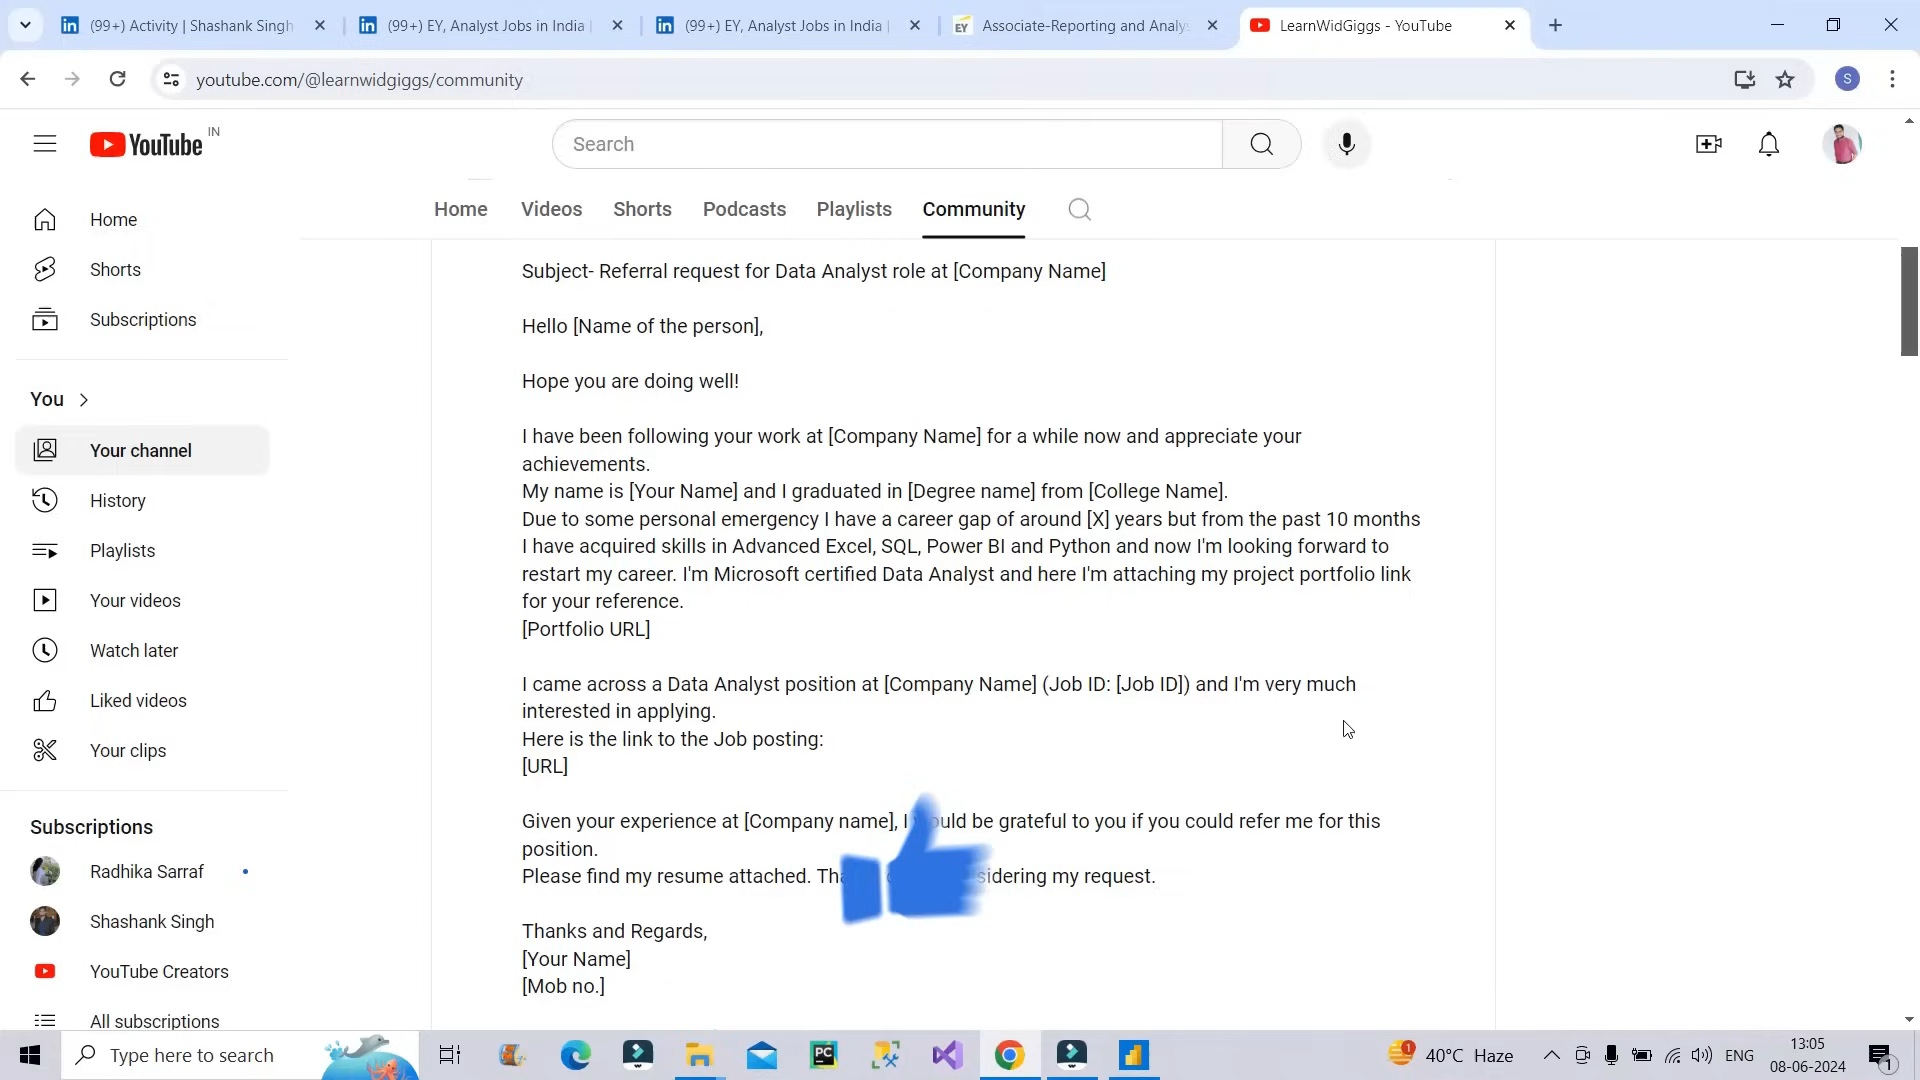 (99+) Activity | Shashank Singh
(99+) EY, Analyst Jobs in India |
(99+) EY, Analyst Jobs in India |
Associate-Reporting and Analys
LearnWidGiggs - YouTube
youtube.com/@learnwidgiggs/community
S
YouTube IN
Search
Home
Videos
Shorts
Podcasts
Playlists
Community
Home
Shorts
Subscriptions
You
Your channel
History
Playlists
Your videos
Watch later
Liked videos
Your clips
Subscriptions
Radhika Sarraf
Shashank Singh
YouTube Creators
All subscriptions
Subject- Referral request for Data Analyst role at [Company Name]
Hello [Name of the person],
Hope you are doing well!
I have been following your work at [Company Name] for a while now and appreciate your
achievements.
My name is [Your Name] and I graduated in [Degree name] from [College Name].
Due to some personal emergency I have a career gap of around [X] years but from the past 10 months
I have acquired skills in Advanced Excel, SQL, Power BI and Python and now I'm looking forward to
restart my career. I'm Microsoft certified Data Analyst and here I'm attaching my project portfolio link
for your reference.
[Portfolio URL]
I came across a Data Analyst position at [Company Name] (Job ID: [Job ID]) and I'm very much
interested in applying.
Here is the link to the Job posting:
[URL]
Given your experience at [Company name], I would be grateful to you if you could refer me for this
position.
Please find my resume attached. my request.
Thanks and Regards,
[Your Name]
[Mob no.]
Type here to search
40°C Haze
ENG
13:05
08-06-2024